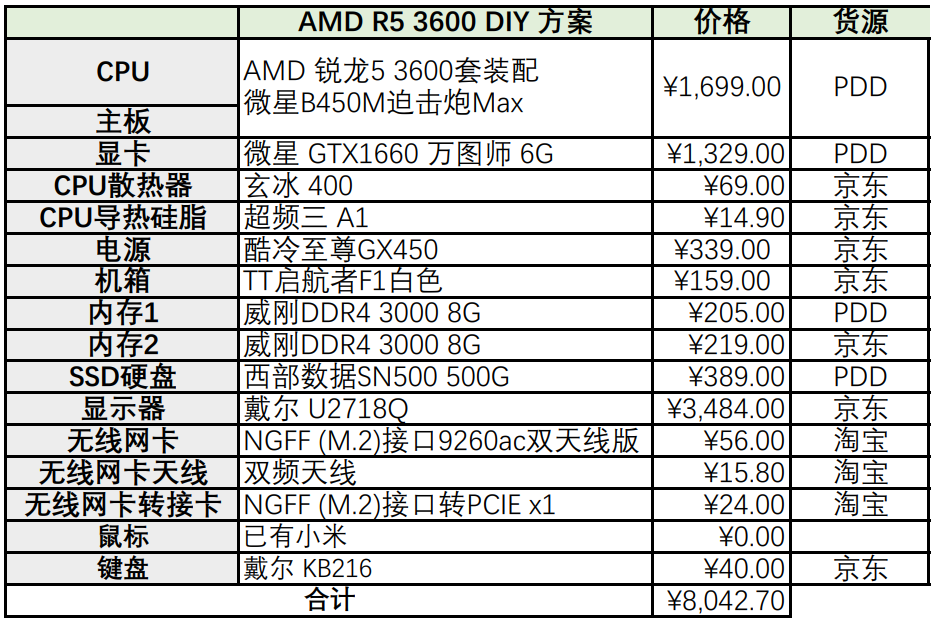 AMD R5 3600 DIY 方案 价格 货源
CPU AMD 锐龙5 3600套装配
微星B450M迫击炮Max ¥1,699.00 PDD
主板
显卡 微星 GTX1660 万图师 6G ¥1,329.00 PDD
CPU散热器 玄冰 400 ¥69.00 京东
CPU导热硅脂 超频三 A1 ¥14.90 京东
电源 酷冷至尊GX450 ¥339.00 京东
机箱 TT启航者F1白色 ¥159.00 京东
内存1 威刚DDR4 3000 8G ¥205.00 PDD
内存2 威刚DDR4 3000 8G ¥219.00 京东
SSD硬盘 西部数据SN500 500G ¥389.00 PDD
显示器 戴尔 U2718Q ¥3,484.00 京东
无线网卡 NGFF (M.2)接口9260ac双天线版 ¥56.00 淘宝
无线网卡天线 双频天线 ¥15.80 淘宝
无线网卡转接卡 NGFF (M.2)接口转PCIE x1 ¥24.00 淘宝
鼠标 已有小米 ¥0.00
键盘 戴尔 KB216 ¥40.00 京东
合计 ¥8,042.70